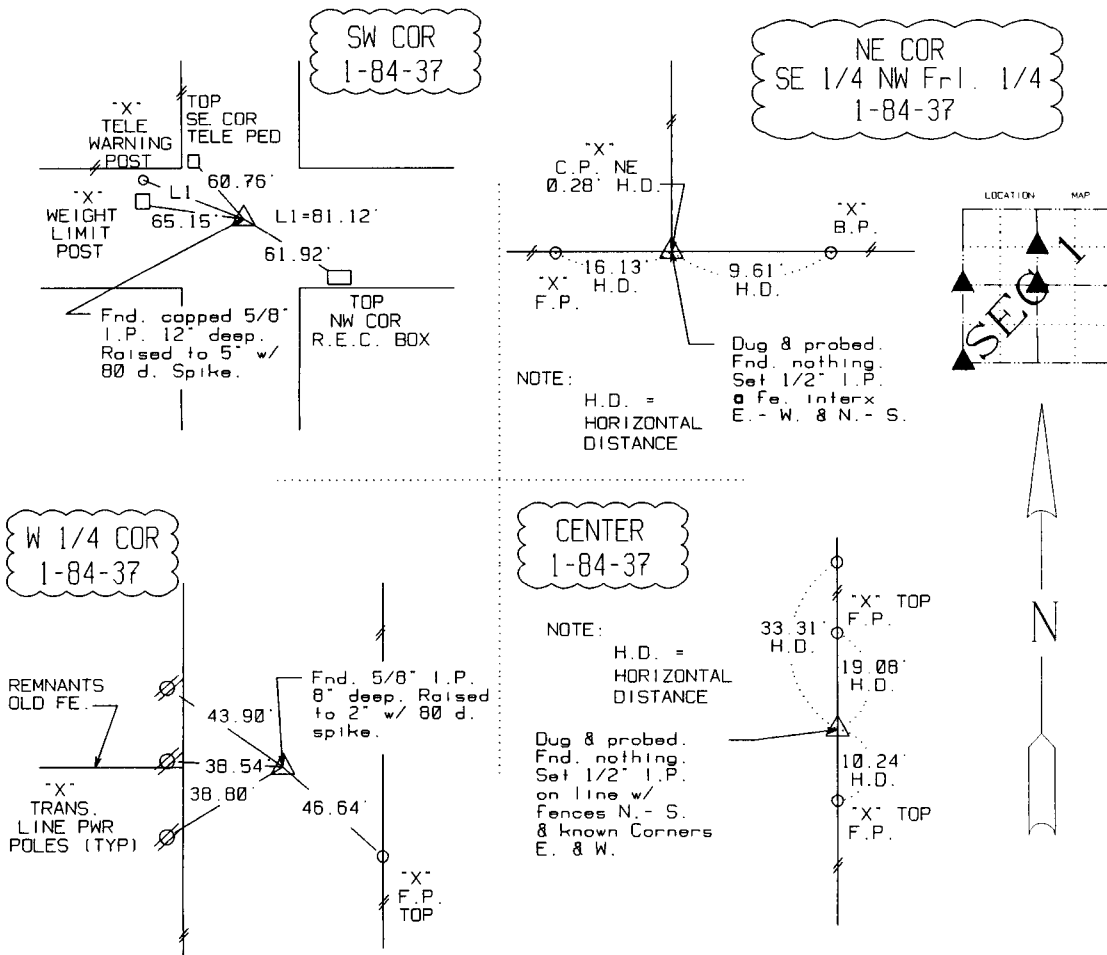 SW COR
1-84-37
"X"
TELE
WARNING
POST
TOP
SE. COR
TELE PED
60.76'
L1
"X"
WEIGHT
LIMIT
POST
65.15'
L1=81.12'
61.92'
TOP
NW COR
R.E.C. BOX
Fnd. capped 5/8"
I.P. 12" deep.
Raised to 5" w/
80 d. Spike.
NE COR
SE 1/4 NW Frl. 1/4
1-84-37
"X"
C.P. NE
0.28' H.D.
"X"
B.P.
16.13'
H.D.
9.61'
H.D.
"X"
F.P.
Dug & probed.
Fnd. nothing.
Set 1/2" I.P.
@ Fe. interx
E.- W. & N.- S.
NOTE:
H.D. =
HORIZONTAL
DISTANCE
LOCATION MAP
SEC 1
N
W 1/4 COR
1-84-37
REMNANTS
OLD FE.
Fnd. 5/8" I.P.
8" deep. Raised
to 2" w/ 80 d.
spike.
43.90'
38.54'
38.80'
46.64'
"X"
TRANS.
LINE PWR
POLES (TYP)
"X"
F.P.
TOP
CENTER
1-84-37
NOTE:
H.D. =
HORIZONTAL
DISTANCE
"X" TOP
F.P.
33.31'
H.D.
19.08'
H.D.
10.24'
H.D.
"X" TOP
F.P.
Dug & probed.
Fnd. nothing.
Set 1/2" I.P.
on line w/
Fences N.- S.
& known Corners
E. & W.